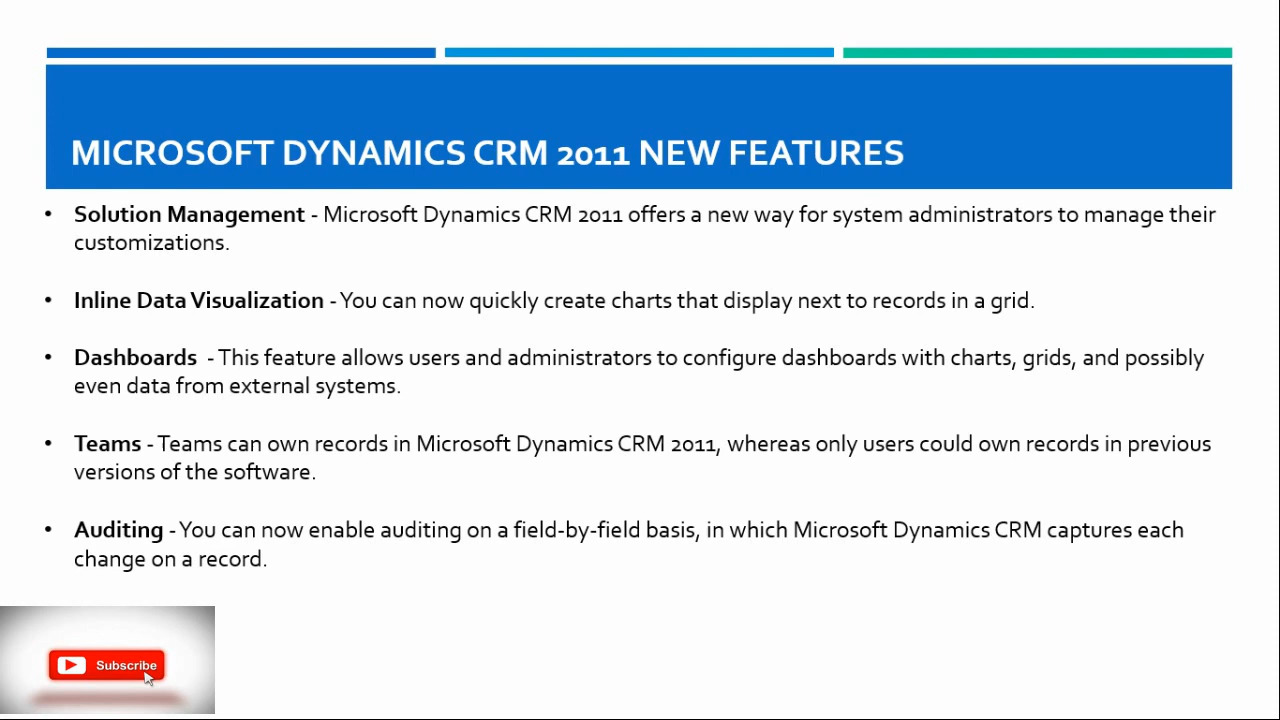 MICROSOFT DYNAMICS CRM 2011 NEW FEATURES
• Solution Management - Microsoft Dynamics CRM 2011 offers a new way for system administrators to manage their
customizations.
• Inline Data Visualization - You can now quickly create charts that display next to records in a grid.
• Dashboards - This feature allows users and administrators to configure dashboards with charts, grids, and possibly
even data from external systems.
• Teams - Teams can own records in Microsoft Dynamics CRM 2011, whereas only users could own records in previous
versions of the software.
• Auditing - You can now enable auditing on a field-by-field basis, in which Microsoft Dynamics CRM captures each
change on a record.
Subscribe